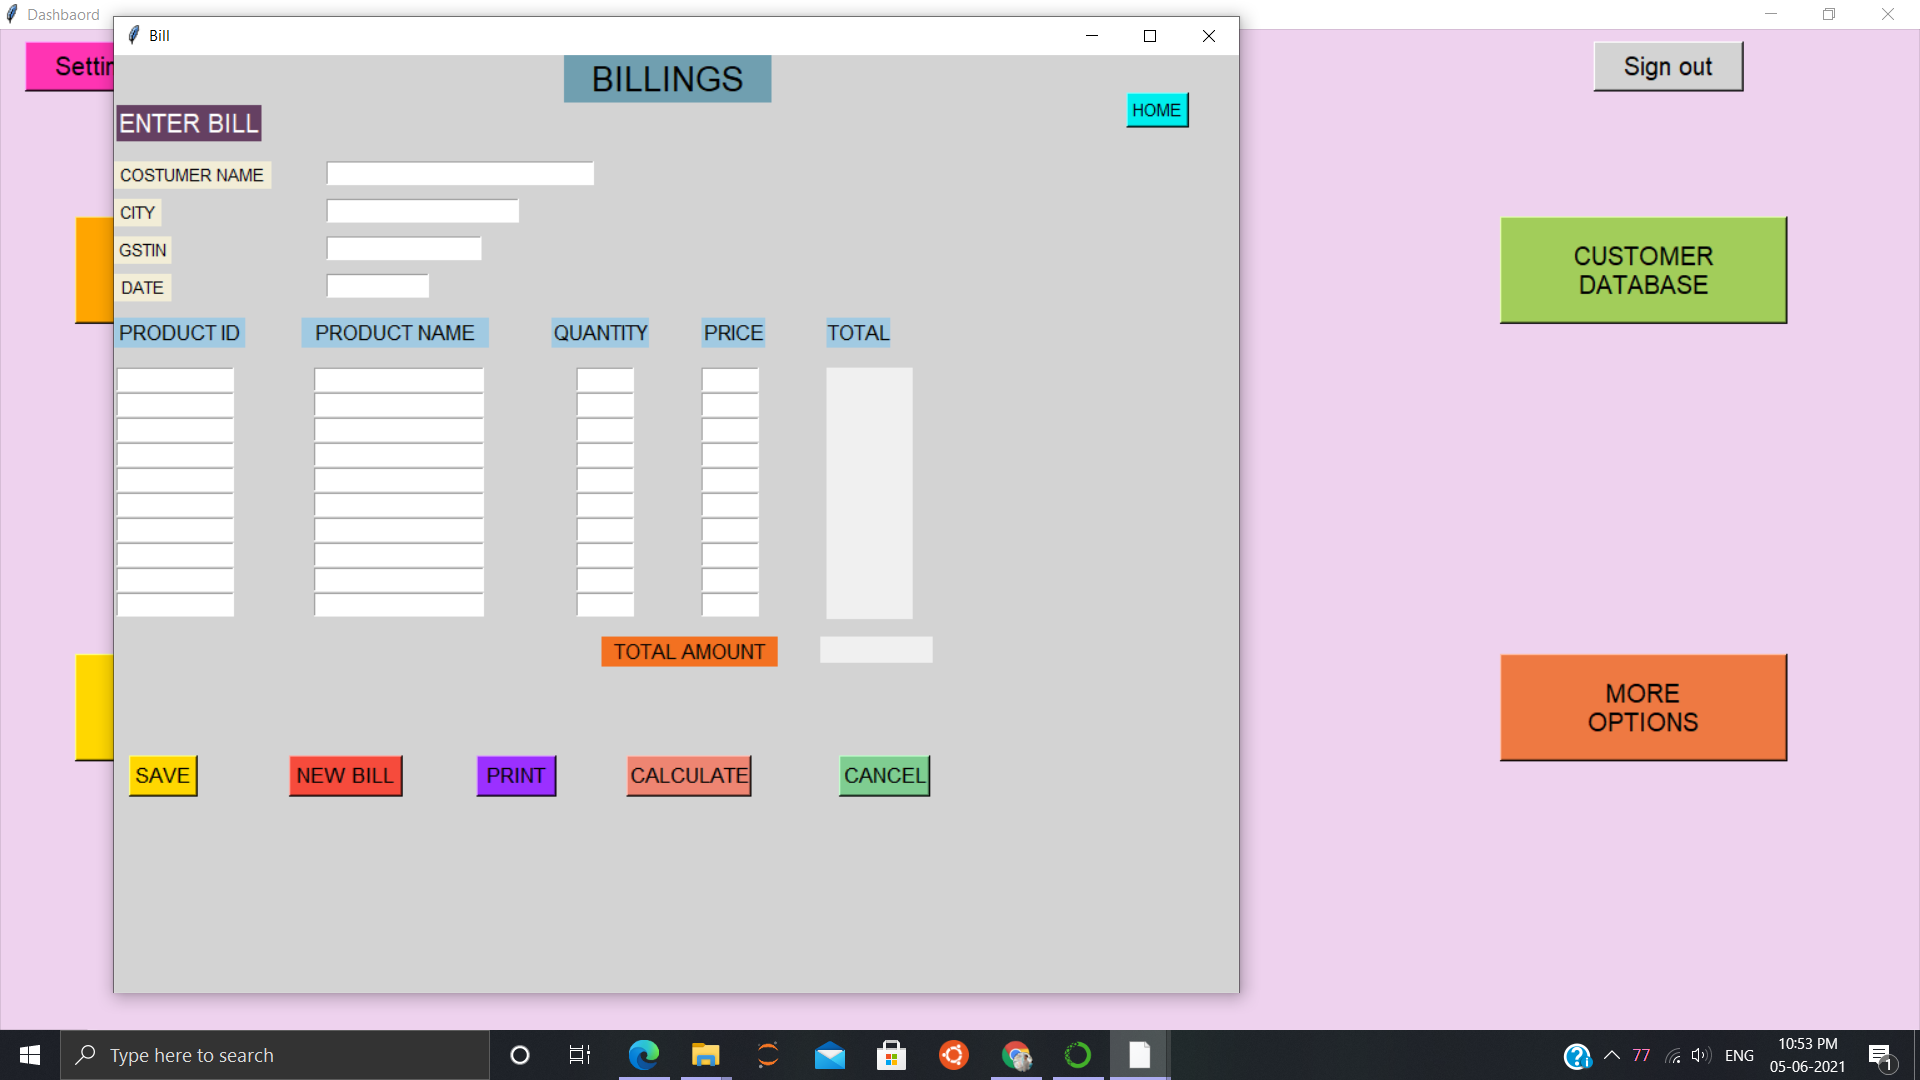 Dashbaord
Bill
Settin
BILLINGS
Sign out
HOME
ENTER BILL
COSTUMER NAME
CITY
GSTIN
DATE
CUSTOMER
DATABASE
PRODUCT ID PRODUCT NAME QUANTITY PRICE TOTAL
TOTAL AMOUNT
MORE
OPTIONS
SAVE NEW BILL PRINT CALCULATE CANCEL
Type here to search
77 ENG 10:53 PM
05-06-2021
1